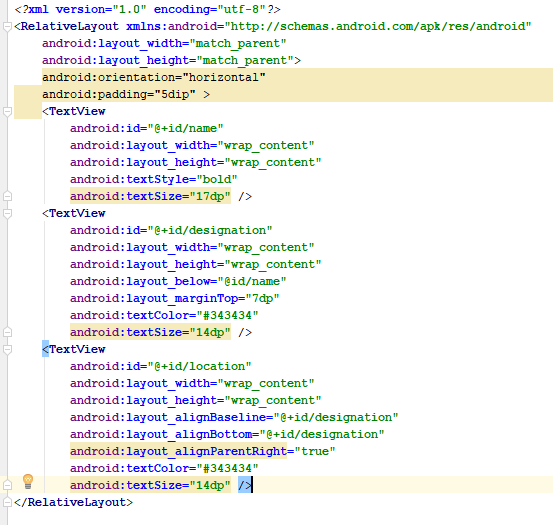 <?xml version="1.0" encoding="utf-8"?>
<RelativeLayout xmlns:android="http://schemas.android.com/apk/res/android"
    android:layout_width="match_parent"
    android:layout_height="match_parent">
    android:orientation="horizontal"
    android:padding="5dip" >
    <TextView
        android:id="@+id/name"
        android:layout_width="wrap_content"
        android:layout_height="wrap_content"
        android:textStyle="bold"
        android:textSize="17dp" />
    <TextView
        android:id="@+id/designation"
        android:layout_width="wrap_content"
        android:layout_height="wrap_content"
        android:layout_below="@id/name"
        android:layout_marginTop="7dp"
        android:textColor="#343434"
        android:textSize="14dp" />
    <TextView
        android:id="@+id/location"
        android:layout_width="wrap_content"
        android:layout_height="wrap_content"
        android:layout_alignBaseline="@+id/designation"
        android:layout_alignBottom="@+id/designation"
        android:layout_alignParentRight="true"
        android:textColor="#343434"
        android:textSize="14dp" />
</RelativeLayout>